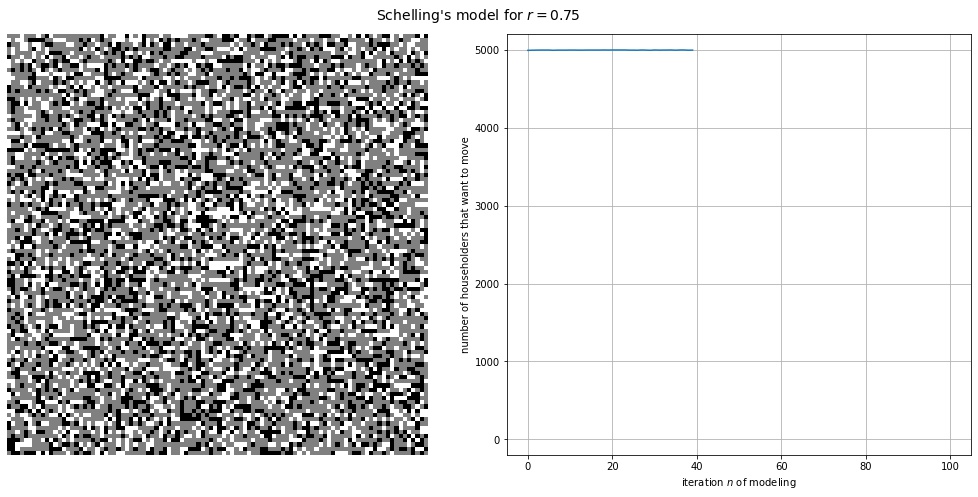 Schelling's model for r = 0.75
number of householders that want to move
5000
4000
3000
2000
1000
0
0 20 40 60 80 100
iteration n of modeling